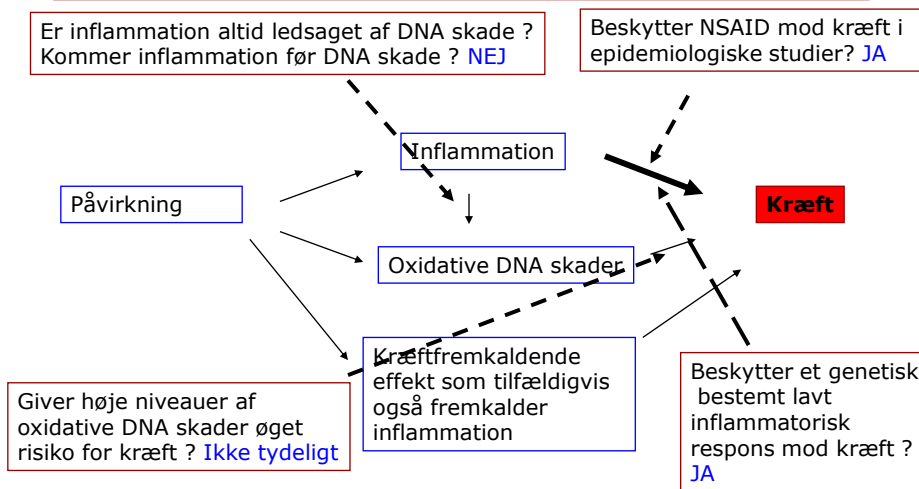 Er inflammation altid ledsaget af DNA skade ?
Kommer inflammation før DNA skade ? NEJ
Beskytter NSAID mod kræft i
epidemiologiske studier? JA
Inflammation
Påvirkning
Kræft
Oxidative DNA skader
Kræftfremkaldende
effekt som tilfældigvis
også fremkalder
inflammation
Giver høje niveauer af
oxidative DNA skader øget
risiko for kræft ? Ikke tydeligt
Beskytter et genetisk
bestemt lavt
inflammatorisk
respons mod kræft ?
JA